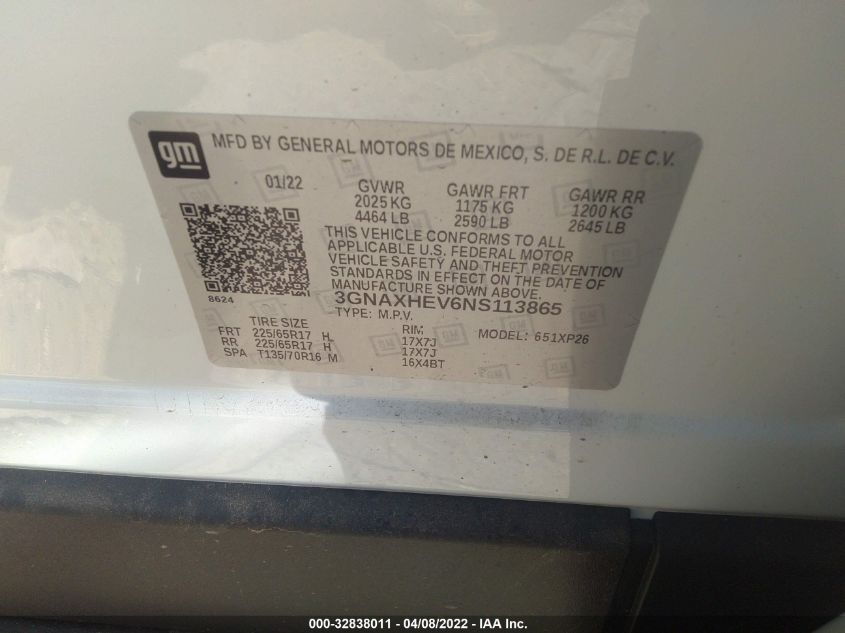 gm
MFD BY GENERAL MOTORS DE MEXICO, S. DE R.L. DE C.V.
01/22
GVWR GAWR FRT GAWR RR
2025 KG 1175 KG 1200 KG
4464 LB 2590 LB 2645 LB
THIS VEHICLE CONFORMS TO ALL
APPLICABLE U.S. FEDERAL MOTOR
VEHICLE SAFETY AND THEFT PREVENTION
STANDARDS IN EFFECT ON THE DATE OF
MANUFACTURE SHOWN ABOVE.
8624
3GNAXHEV6NS113865
TYPE: M.P.V.
TIRE SIZE RIM MODEL: 651XP26
FRT 225/65R17 H 17X7J
RR 225/65R17 H 17X7J
SPA T135/70R16 M 16X4BT
000-32838011 - 04/08/2022 - IAA Inc.